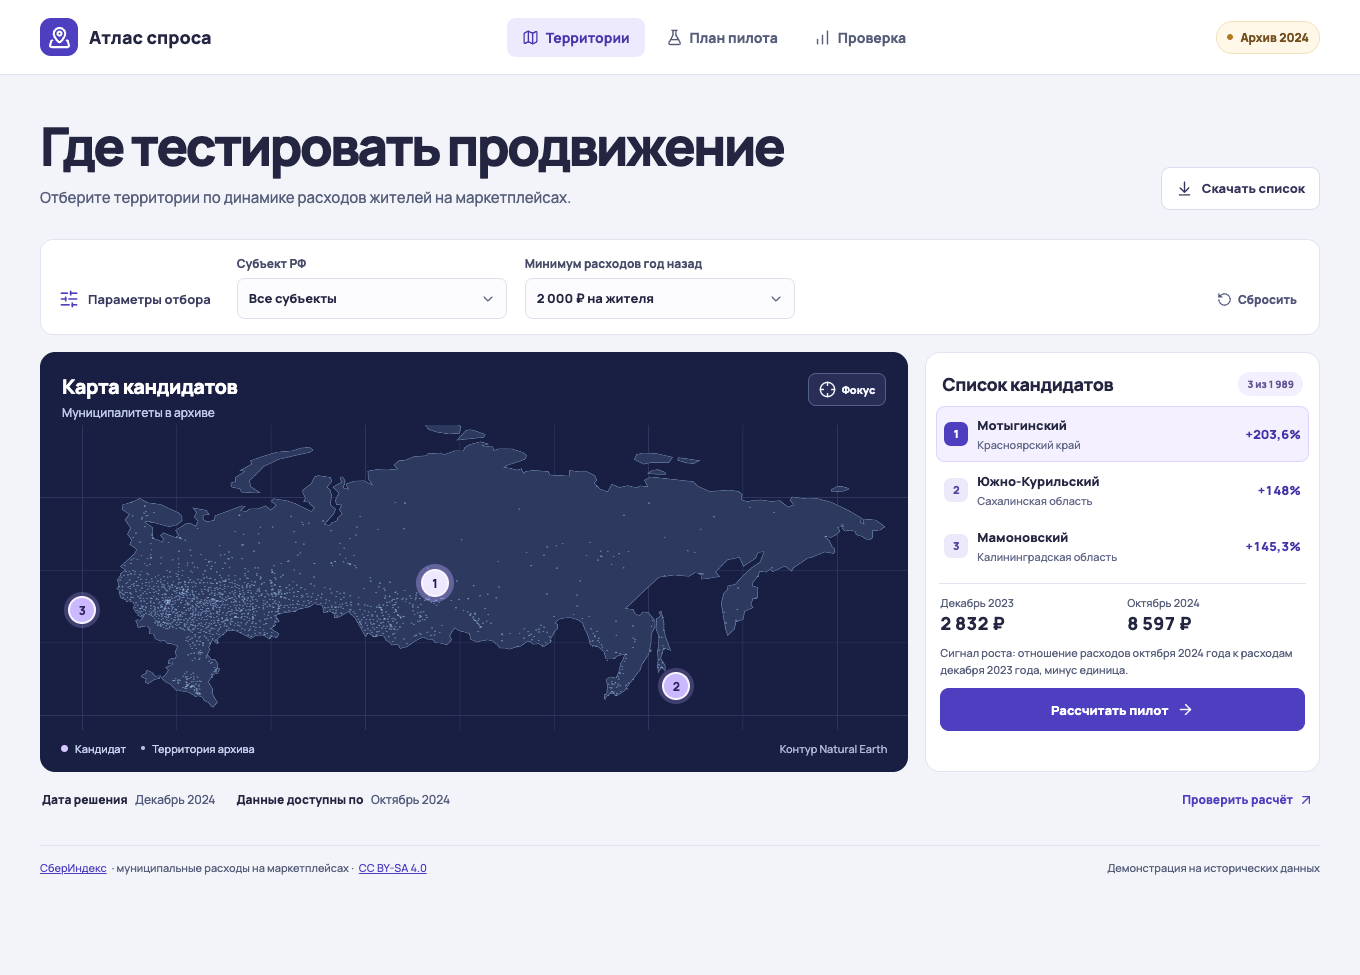 Атлас спроса
Территории
План пилота
Проверка
Архив 2024
Где тестировать продвижение
Отберите территории по динамике расходов жителей на маркетплейсах.
Скачать список
Параметры отбора
Субъект РФ
Все субъекты
Минимум расходов год назад
2 000 ₽ на жителя
Сбросить
Карта кандидатов
Муниципалитеты в архиве
Фокус
1
2
3
Кандидат
Территория архива
Контур Natural Earth
Список кандидатов
3 из 1 989
1
Мотыгинский
Красноярский край
+203,6%
2
Южно-Курильский
Сахалинская область
+148%
3
Мамоновский
Калининградская область
+145,3%
Декабрь 2023
2 832 ₽
Октябрь 2024
8 597 ₽
Сигнал роста: отношение расходов октября 2024 года к расходам
декабря 2023 года, минус единица.
Рассчитать пилот
Дата решения Декабрь 2024
Данные доступны по Октябрь 2024
Проверить расчёт
СберИндекс · муниципальные расходы на маркетплейсах · CC BY-SA 4.0
Демонстрация на исторических данных